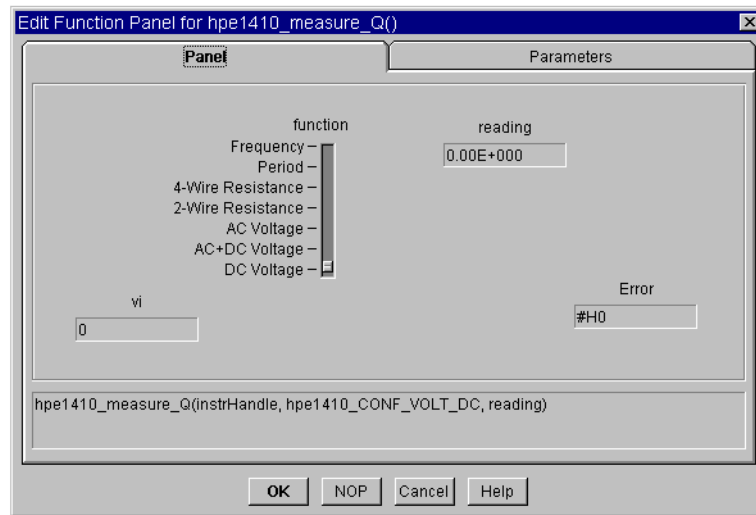 Edit Function Panel for hpe1410_measure_Q()
Panel
Parameters
function
Frequency
Period
4-Wire Resistance
2-Wire Resistance
AC Voltage
AC+DC Voltage
DC Voltage
reading
0.00E+000
vi
0
Error
#H0
hpe1410_measure_Q(instrHandle, hpe1410_CONF_VOLT_DC, reading)
OK
NOP
Cancel
Help